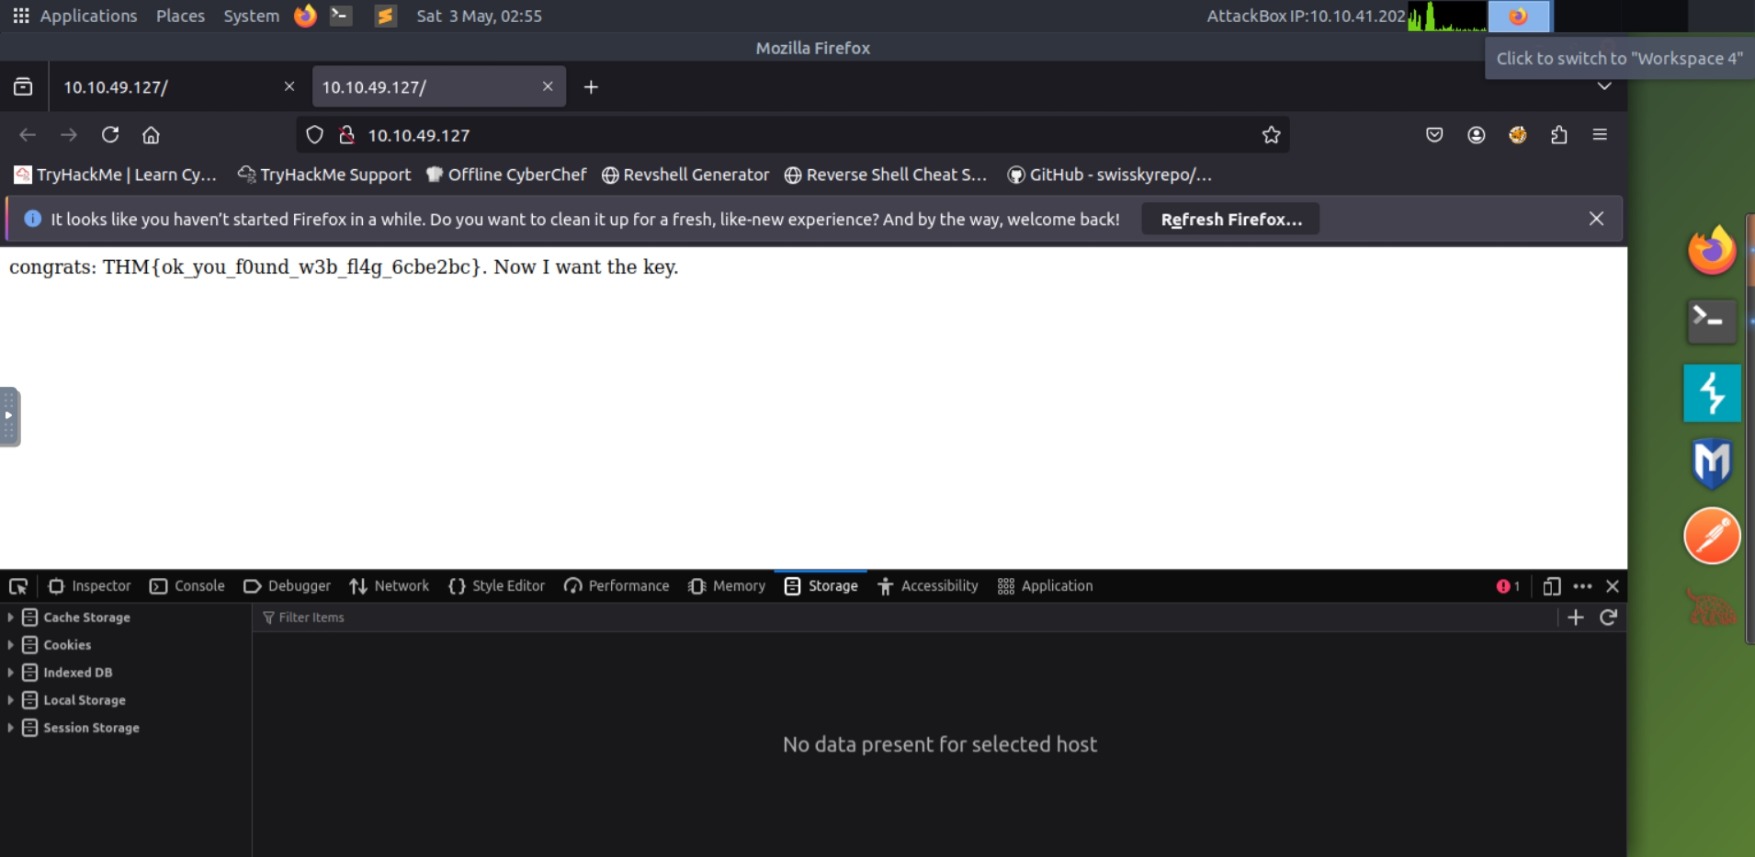 Applications Places System Sat 3 May, 02:55 AttackBox IP:10.10.41.202
Mozilla Firefox
Click to switch to "Workspace 4"
10.10.49.127/ 10.10.49.127/
10.10.49.127
TryHackMe | Learn Cy... TryHackMe Support Offline CyberChef Revshell Generator Reverse Shell Cheat S... GitHub - swisskyrepo/...
It looks like you haven't started Firefox in a while. Do you want to clean it up for a fresh, like-new experience? And by the way, welcome back! Refresh Firefox...
congrats: THM{ok_you_f0und_w3b_fl4g_6cbe2bc}. Now I want the key.
Inspector Console Debugger Network Style Editor Performance Memory Storage Accessibility Application 1
Cache Storage Filter Items
Cookies
Indexed DB
Local Storage
Session Storage
No data present for selected host